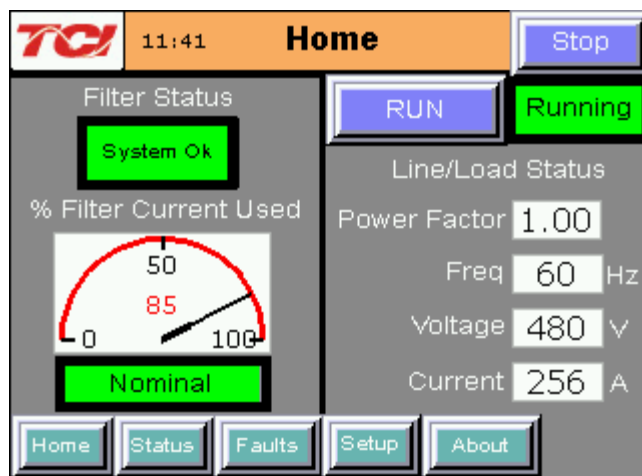 TCI 11:41 Home Stop
Filter Status
System Ok
% Filter Current Used
50
85
0 100
Nominal
RUN Running
Line/Load Status
Power Factor 1.00
Freq 60 Hz
Voltage 480 V
Current 256 A
Home Status Faults Setup About